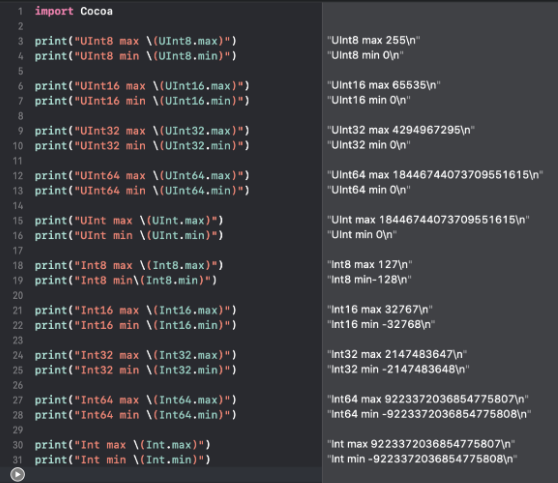 1 import Cocoa
2
3 print("UInt8 max \(UInt8.max)") "UInt8 max 255\n"
4 print("UInt8 min \(UInt8.min)") "UInt8 min 0\n"
5
6 print("UInt16 max \(UInt16.max)") "UInt16 max 65535\n"
7 print("UInt16 min \(UInt16.min)") "UInt16 min 0\n"
8
9 print("UInt32 max \(UInt32.max)") "UInt32 max 4294967295\n"
10 print("UInt32 min \(UInt32.min)") "UInt32 min 0\n"
11
12 print("UInt64 max \(UInt64.max)") "UInt64 max 18446744073709551615\n"
13 print("UInt64 min \(UInt64.min)") "UInt64 min 0\n"
14
15 print("UInt max \(UInt.max)") "UInt max 18446744073709551615\n"
16 print("UInt min \(UInt.min)") "UInt min 0\n"
17
18 print("Int8 max \(Int8.max)") "Int8 max 127\n"
19 print("Int8 min\(Int8.min)") "Int8 min-128\n"
20
21 print("Int16 max \(Int16.max)") "Int16 max 32767\n"
22 print("Int16 min \(Int16.min)") "Int16 min -32768\n"
23
24 print("Int32 max \(Int32.max)") "Int32 max 2147483647\n"
25 print("Int32 min \(Int32.min)") "Int32 min -2147483648\n"
26
27 print("Int64 max \(Int64.max)") "Int64 max 9223372036854775807\n"
28 print("Int64 min \(Int64.min)") "Int64 min -9223372036854775808\n"
29
30 print("Int max \(Int.max)") "Int max 9223372036854775807\n"
31 print("Int min \(Int.min)") "Int min -9223372036854775808\n"